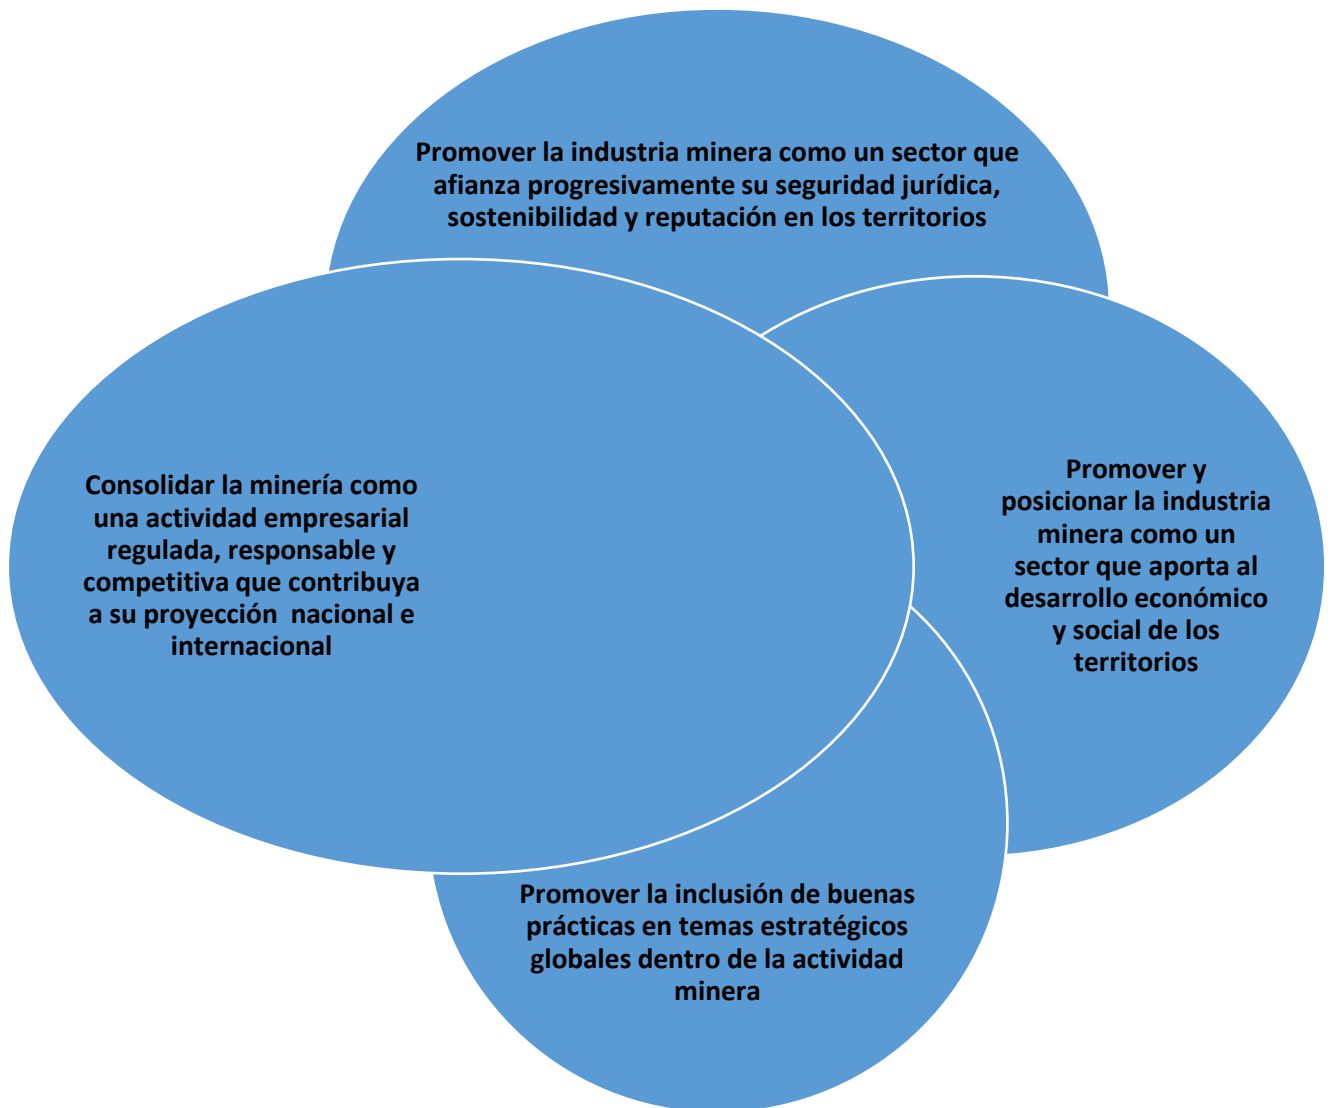 Promover la industria minera como un sector que
afianza progresivamente su seguridad jurídica,
sostenibilidad y reputación en los territorios
Consolidar la minería como
una actividad empresarial
regulada, responsable y
competitiva que contribuya
a su proyección  nacional e
internacional
Promover y
posicionar la industria
minera como un
sector que aporta al
desarrollo económico
y social de los
territorios
Promover la inclusión de buenas
prácticas en temas estratégicos
globales dentro de la actividad
minera